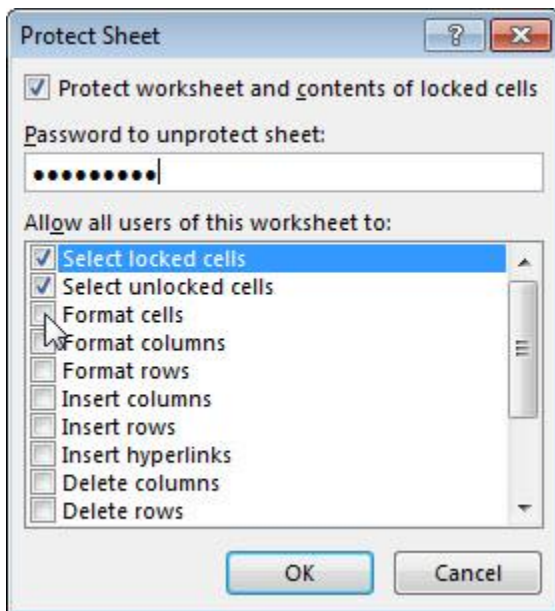 Protect Sheet
Protect worksheet and contents of locked cells
Password to unprotect sheet:
•••••••••
Allow all users of this worksheet to:
Select locked cells
Select unlocked cells
Format cells
Format columns
Format rows
Insert columns
Insert rows
Insert hyperlinks
Delete columns
Delete rows
OK Cancel